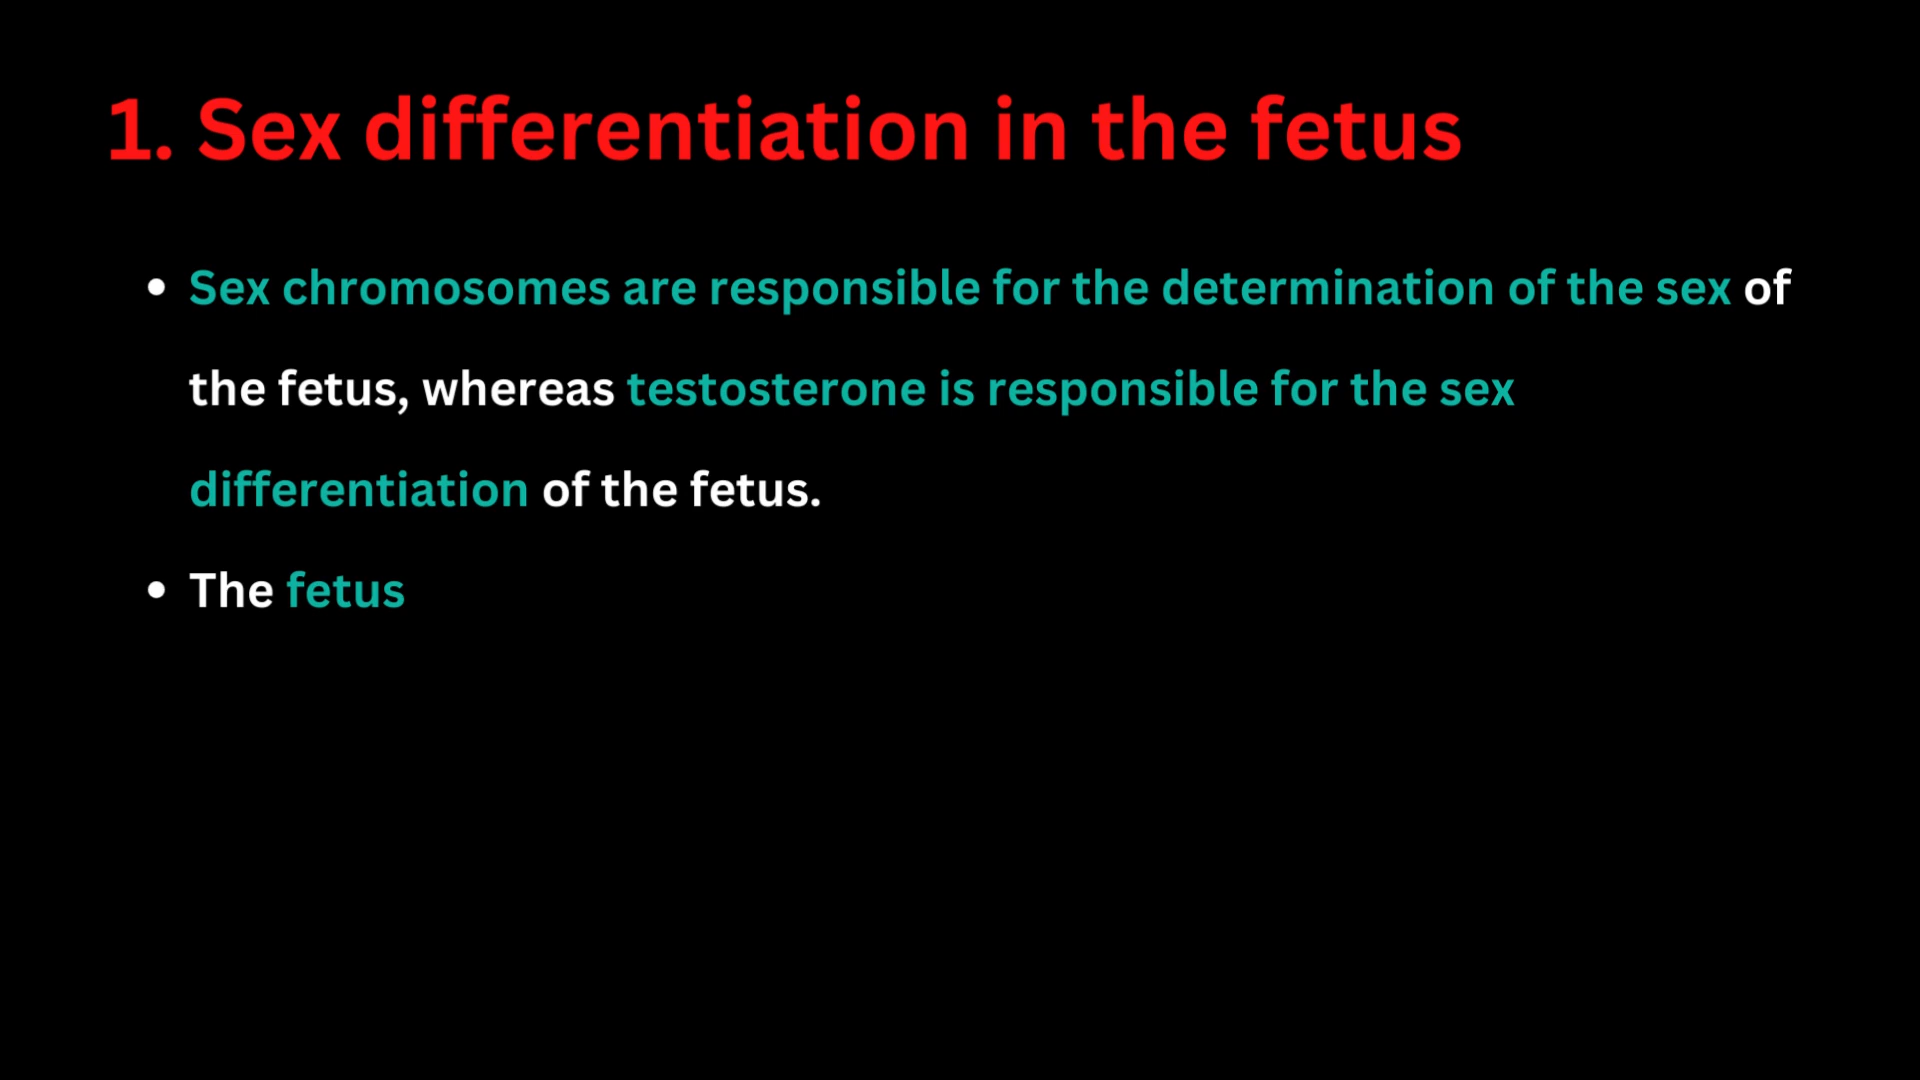 1. Sex differentiation in the fetus
• Sex chromosomes are responsible for the determination of the sex of
the fetus, whereas testosterone is responsible for the sex
differentiation of the fetus.
• The fetus